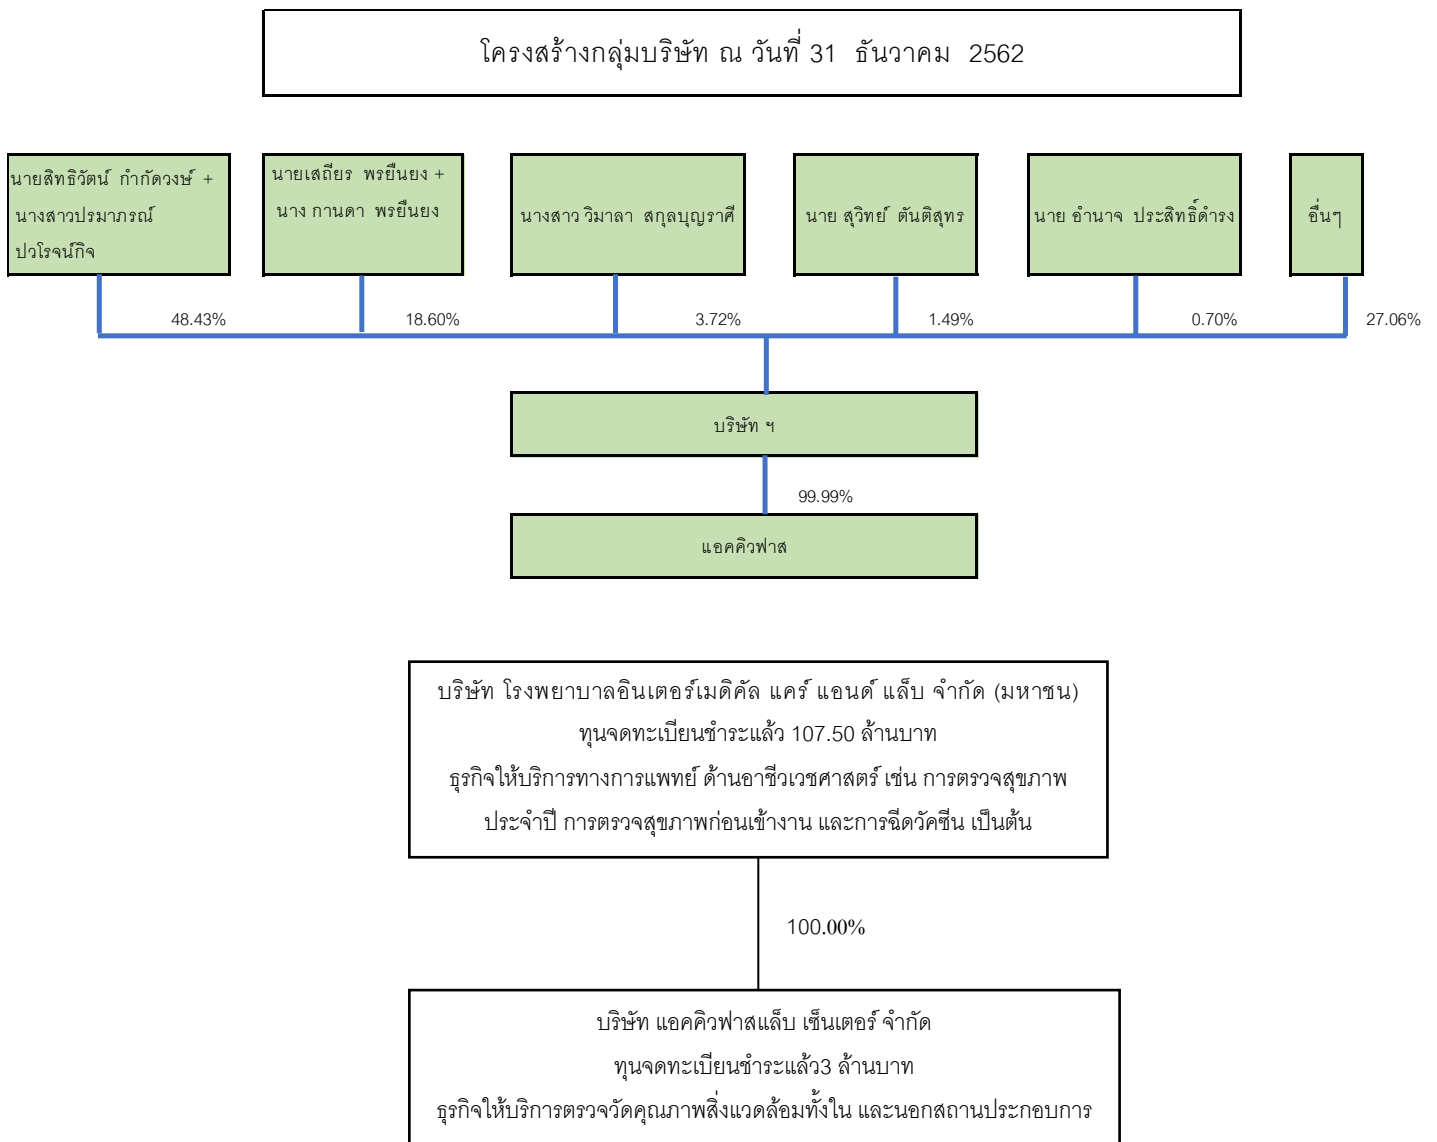 โครงสร้างกลุ่มบริษัท ณ วันที่ 31 ธันวาคม 2562
นายสิทธิวัตน์ กำกัดวงษ์ +
นางสาวปรมาภรณ์
ปวโรจน์กิจ
นายเสถียร พรยืนยง +
นาง กานดา พรยืนยง
นางสาว วิมาลา สกุลบุญราศี
นาย สุวิทย์ ตันติสุทร
นาย อำนาจ ประสิทธิ์ดำรง
อื่นๆ
48.43%
18.60%
3.72%
1.49%
0.70%
27.06%
บริษัท ฯ
99.99%
แอคคิวฟาส
บริษัท โรงพยาบาลอินเตอร์เมดิคัล แคร์ แอนด์ แล็บ จำกัด (มหาชน)
ทุนจดทะเบียนชำระแล้ว 107.50 ล้านบาท
ธุรกิจให้บริการทางการแพทย์ ด้านอาชีวเวชศาสตร์ เช่น การตรวจสุขภาพ
ประจำปี การตรวจสุขภาพก่อนเข้างาน และการฉีดวัคซีน เป็นต้น
100.00%
บริษัท แอคคิวฟาสแล็บ เซ็นเตอร์ จำกัด
ทุนจดทะเบียนชำระแล้ว3 ล้านบาท
ธุรกิจให้บริการตรวจวัดคุณภาพสิ่งแวดล้อมทั้งใน และนอกสถานประกอบการ